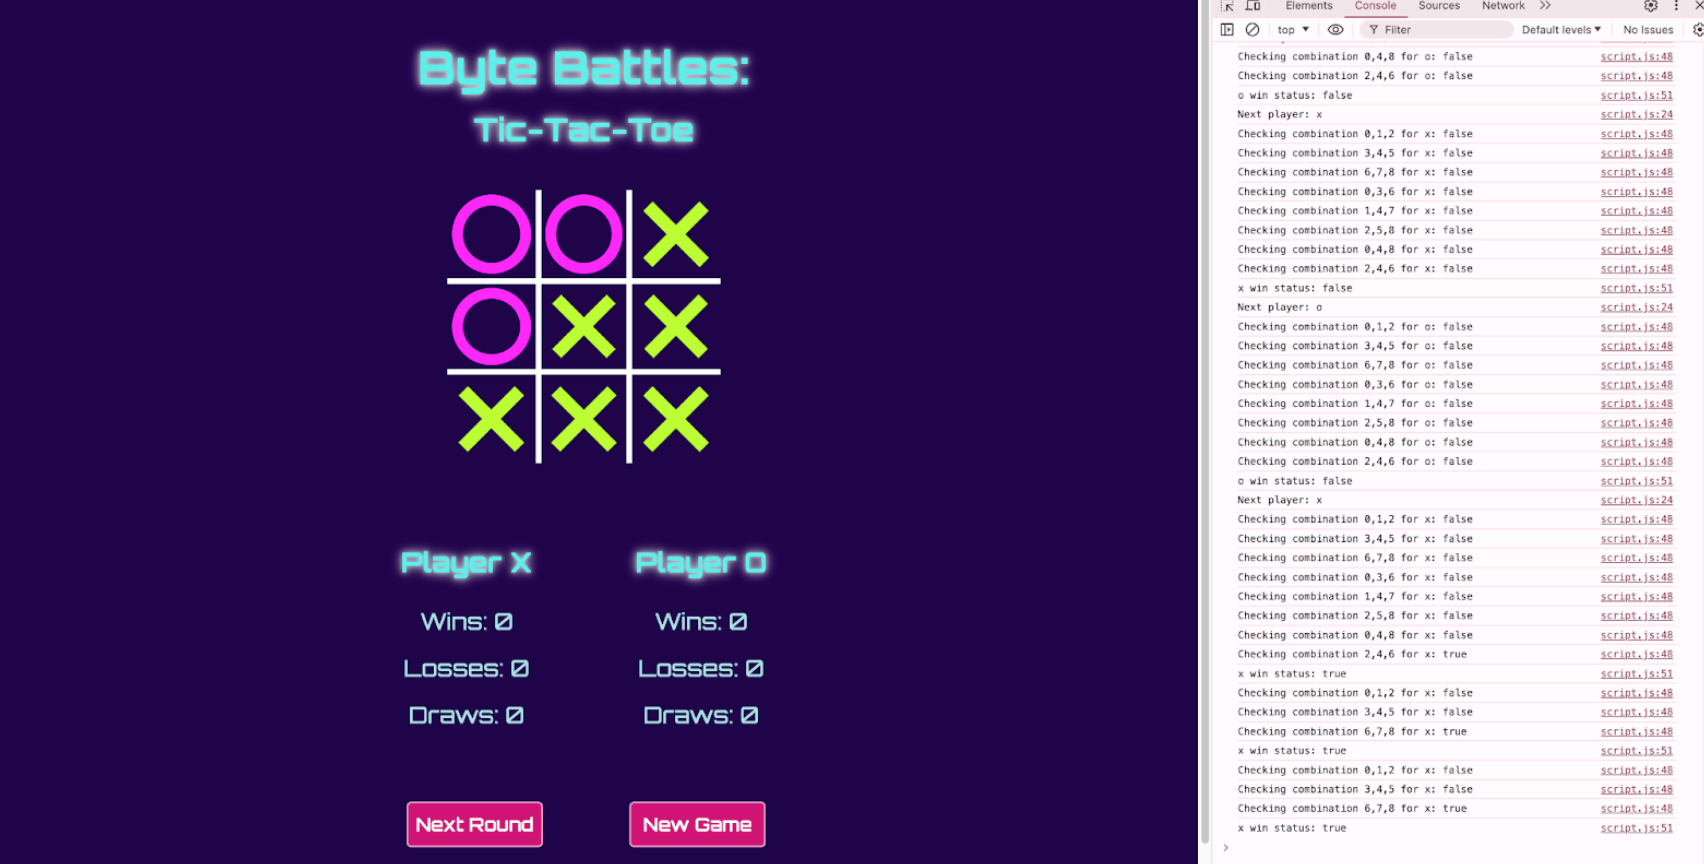 Byte Battles:
Tic-Tac-Toe
Player X
Wins: 0
Losses: 0
Draws: 0
Player O
Wins: 0
Losses: 0
Draws: 0
Next Round
New Game
Elements Console Sources Network
top Filter Default levels No Issues
Checking combination 0,4,8 for o: false script.js:48
Checking combination 2,4,6 for o: false script.js:48
o win status: false script.js:51
Next player: x script.js:24
Checking combination 0,1,2 for x: false script.js:48
Checking combination 3,4,5 for x: false script.js:48
Checking combination 6,7,8 for x: false script.js:48
Checking combination 0,3,6 for x: false script.js:48
Checking combination 1,4,7 for x: false script.js:48
Checking combination 2,5,8 for x: false script.js:48
Checking combination 0,4,8 for x: false script.js:48
Checking combination 2,4,6 for x: false script.js:48
x win status: false script.js:51
Next player: o script.js:24
Checking combination 0,1,2 for o: false script.js:48
Checking combination 3,4,5 for o: false script.js:48
Checking combination 6,7,8 for o: false script.js:48
Checking combination 0,3,6 for o: false script.js:48
Checking combination 1,4,7 for o: false script.js:48
Checking combination 2,5,8 for o: false script.js:48
Checking combination 0,4,8 for o: false script.js:48
Checking combination 2,4,6 for o: false script.js:48
o win status: false script.js:51
Next player: x script.js:24
Checking combination 0,1,2 for x: false script.js:48
Checking combination 3,4,5 for x: false script.js:48
Checking combination 6,7,8 for x: false script.js:48
Checking combination 0,3,6 for x: false script.js:48
Checking combination 1,4,7 for x: false script.js:48
Checking combination 2,5,8 for x: false script.js:48
Checking combination 0,4,8 for x: false script.js:48
Checking combination 2,4,6 for x: true script.js:48
x win status: true script.js:51
Checking combination 0,1,2 for x: false script.js:48
Checking combination 3,4,5 for x: false script.js:48
Checking combination 6,7,8 for x: true script.js:48
x win status: true script.js:51
Checking combination 0,1,2 for x: false script.js:48
Checking combination 3,4,5 for x: false script.js:48
Checking combination 6,7,8 for x: true script.js:48
x win status: true script.js:51